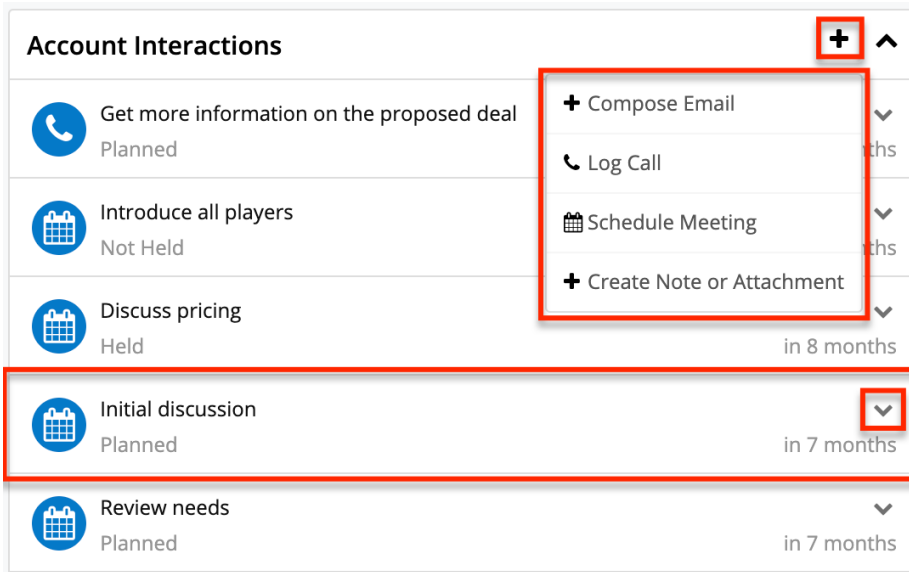 Account Interactions
Get more information on the proposed deal
Planned
ths
Compose Email
Log Call
Schedule Meeting
Create Note or Attachment
Introduce all players
Not Held
ths
Discuss pricing
Held
in 8 months
Initial discussion
Planned
in 7 months
Review needs
Planned
in 7 months